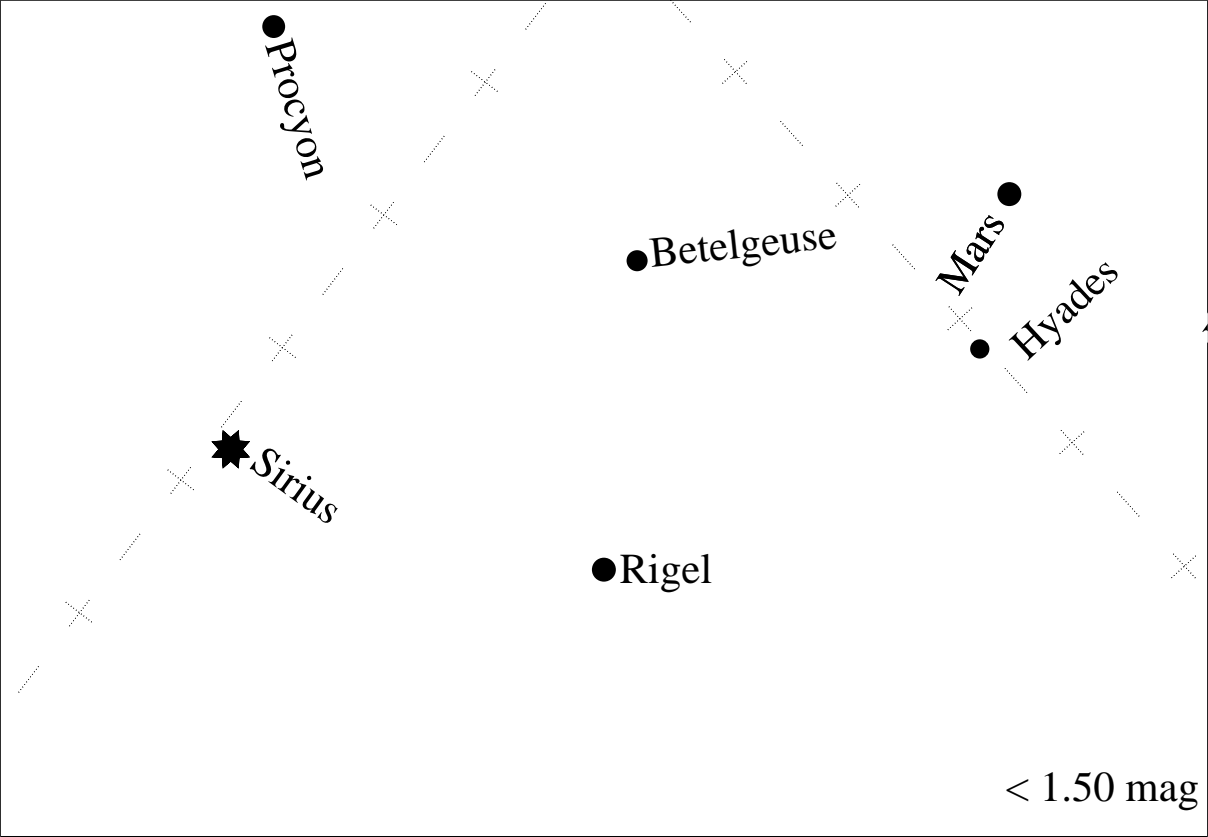 Procyon
Betelgeuse
Mars
Hyades
Sirius
Rigel
< 1.50 mag